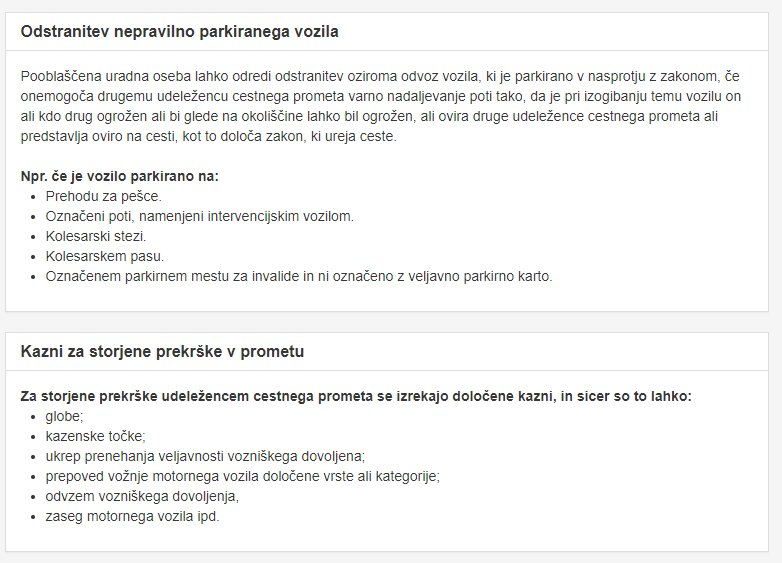 Odstranitev nepravilno parkiranega vozila
Pooblaščena uradna oseba lahko odredi odstranitev oziroma odvoz vozila, ki je parkirano v nasprotju z zakonom, če
onemogoča drugemu udeležencu cestnega prometa varno nadaljevanje poti tako, da je pri izogibanju temu vozilu on
ali kdo drug ogrožen ali bi glede na okoliščine lahko bil ogrožen, ali ovira druge udeležence cestnega prometa ali
predstavlja oviro na cesti, kot to določa zakon, ki ureja ceste.
Npr. če je vozilo parkirano na:
• Prehodu za pešce.
• Označeni poti, namenjeni intervencijskim vozilom.
• Kolesarski stezi.
• Kolesarskem pasu.
• Označenem parkirnem mestu za invalide in ni označeno z veljavno parkirno karto.
Kazni za storjene prekrške v prometu
Za storjene prekrške udeležencem cestnega prometa se izrekajo določene kazni, in sicer so to lahko:
• globe;
• kazenske točke;
• ukrep prenehanja veljavnosti vozniškega dovoljena;
• prepoved vožnje motornega vozila določene vrste ali kategorije;
• odvzem vozniškega dovoljenja,
• zaseg motornega vozila ipd.